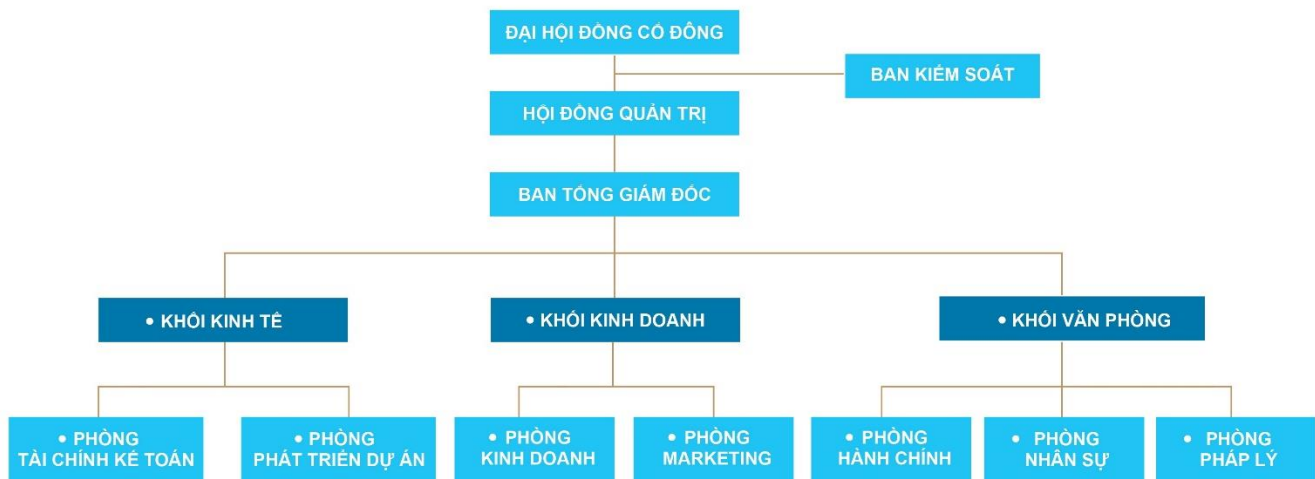 ĐẠI HỘI ĐỒNG CỔ ĐÔNG
BAN KIỂM SOÁT
HỘI ĐỒNG QUẢN TRỊ
BAN TỔNG GIÁM ĐỐC
• KHỐI KINH TẾ
• KHỐI KINH DOANH
• KHỐI VĂN PHÒNG
• PHÒNG
TÀI CHÍNH KẾ TOÁN
• PHÒNG
PHÁT TRIỂN DỰ ÁN
• PHÒNG
KINH DOANH
• PHÒNG
MARKETING
• PHÒNG
HÀNH CHÍNH
• PHÒNG
NHÂN SỰ
• PHÒNG
PHÁP LÝ